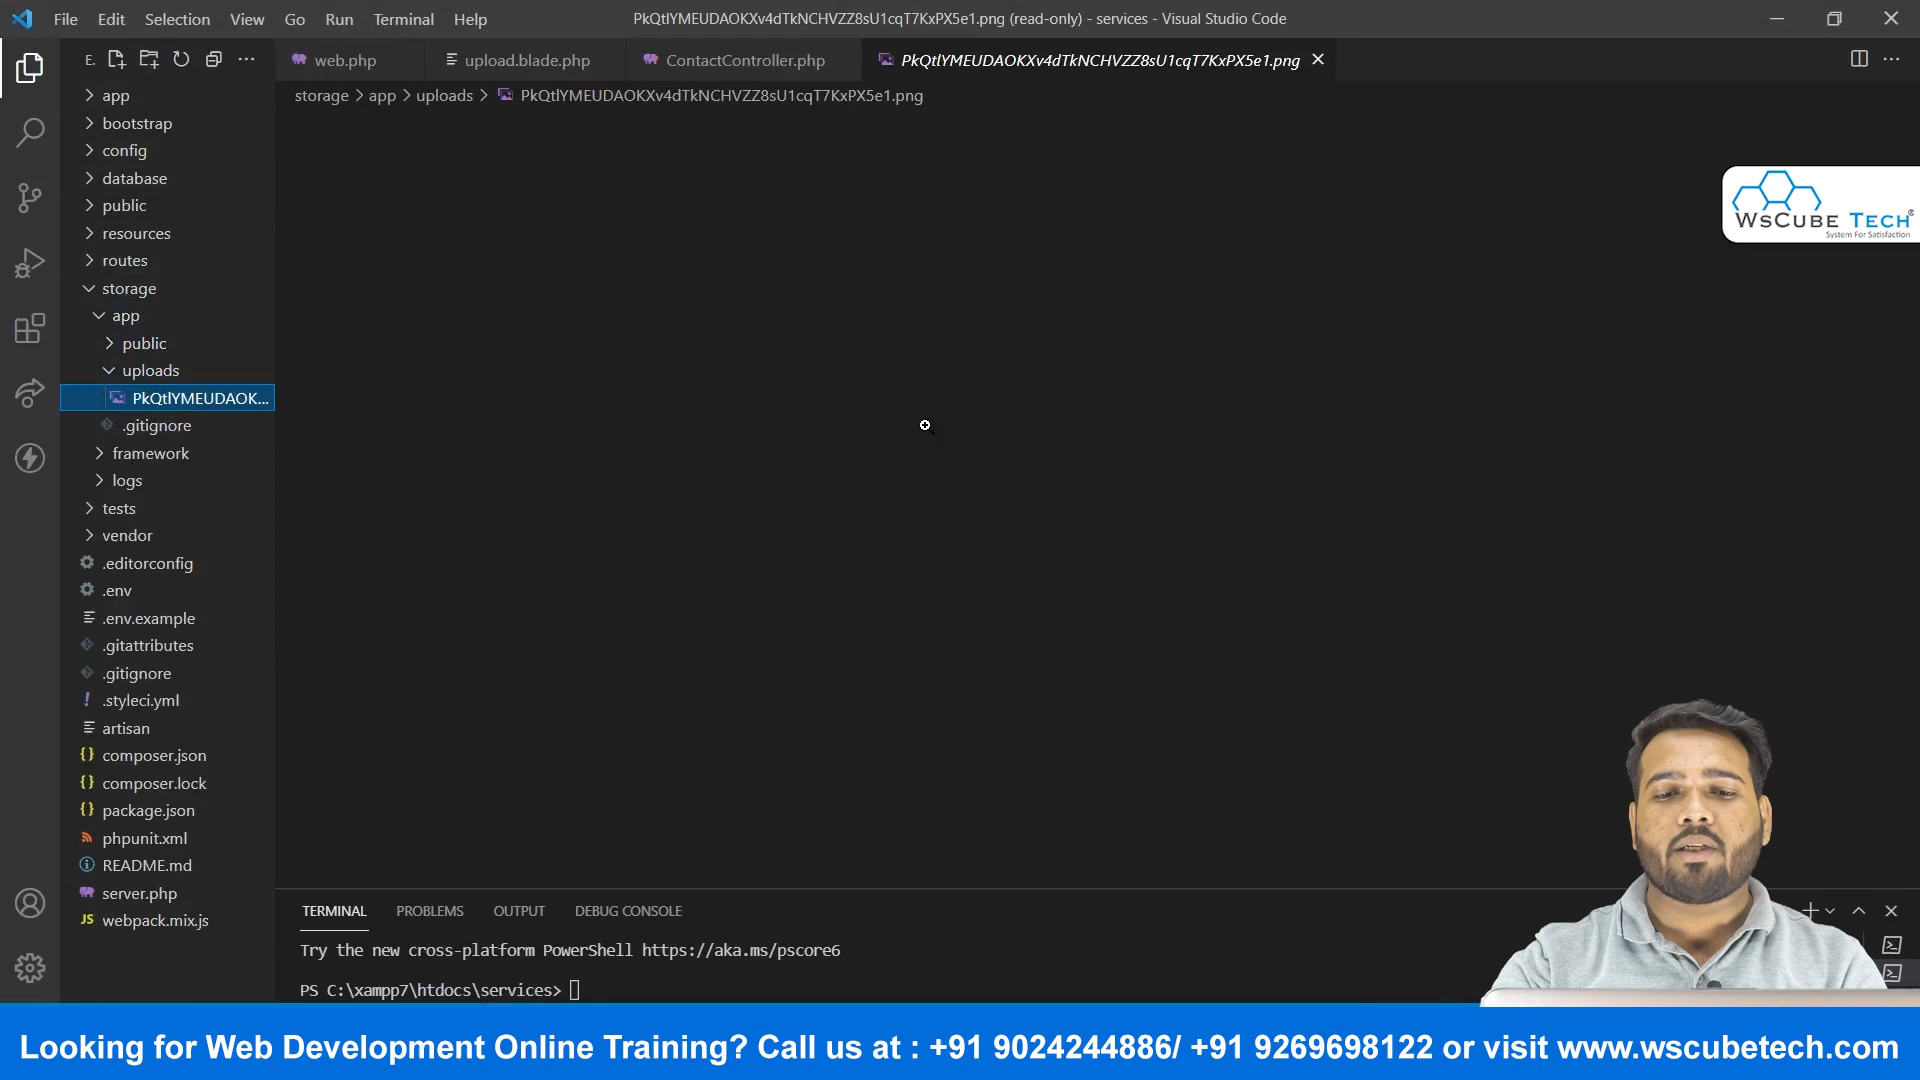 File Edit Selection View Go Run Terminal Help
PkQtlYMEUDAOKXv4dTkNCHVZZ8sU1cqT7KxPX5e1.png (read-only) - services - Visual Studio Code
E.
web.php
upload.blade.php
ContactController.php
PkQtlYMEUDAOKXv4dTkNCHVZZ8sU1cqT7KxPX5e1.png
storage > app > uploads > PkQtlYMEUDAOKXv4dTkNCHVZZ8sU1cqT7KxPX5e1.png
app
bootstrap
config
database
public
resources
routes
storage
app
public
uploads
PkQtlYMEUDAOK...
.gitignore
framework
logs
tests
vendor
.editorconfig
.env
.env.example
.gitattributes
.gitignore
.styleci.yml
artisan
composer.json
composer.lock
package.json
phpunit.xml
README.md
server.php
JS webpack.mix.js
WsCube Tech®
System For Satisfaction
TERMINAL PROBLEMS OUTPUT DEBUG CONSOLE
Try the new cross-platform PowerShell https://aka.ms/pscore6
PS C:\xampp7\htdocs\services>
Looking for Web Development Online Training? Call us at : +91 9024244886/ +91 9269698122 or visit www.wscubetech.com